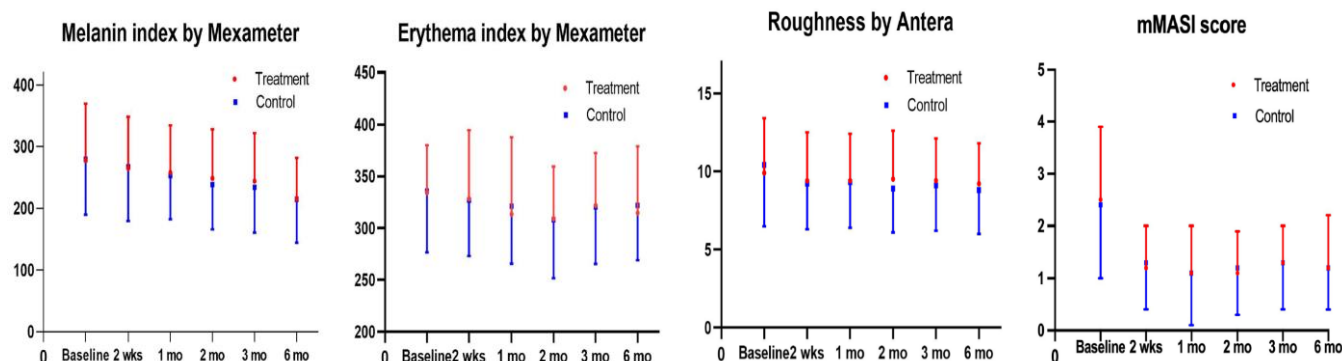 Melanin index by Mexameter
Treatment
Control
400
300
200
100
0
0
Baseline 2 wks 1 mo 2 mo 3 mo 6 mo
Erythema index by Mexameter
Treatment
Control
450
400
350
300
250
200
0
Baseline 2 wks 1 mo 2 mo 3 mo 6 mo
Roughness by Antera
Treatment
Control
15
10
5
0
0
Baseline 2 wks 1 mo 2 mo 3 mo 6 mo
mMASI score
Treatment
Control
5
4
3
2
1
0
0
Baseline 2 wks 1 mo 2 mo 3 mo 6 mo